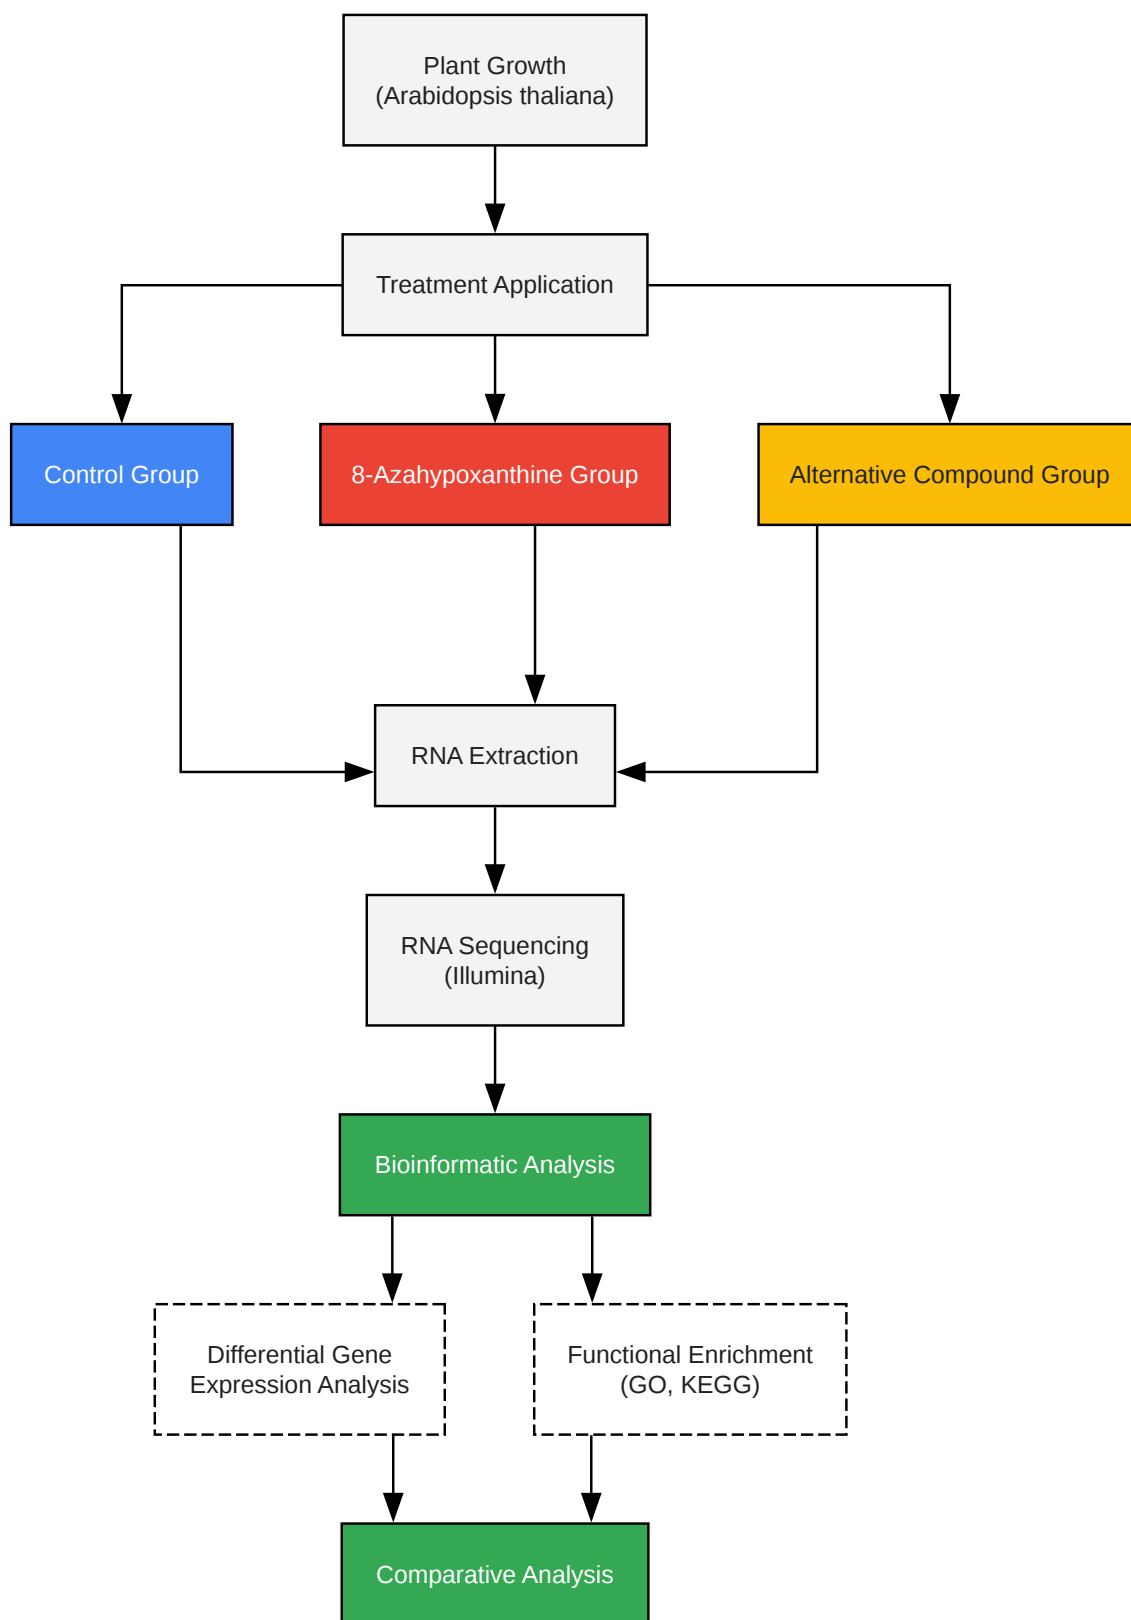 Plant Growth
(Arabidopsis thaliana)
Treatment Application
Control Group
8-Azahypoxanthine Group
Alternative Compound Group
RNA Extraction
RNA Sequencing
(Illumina)
Bioinformatic Analysis
Differential Gene
Expression Analysis
Functional Enrichment
(GO, KEGG)
Comparative Analysis